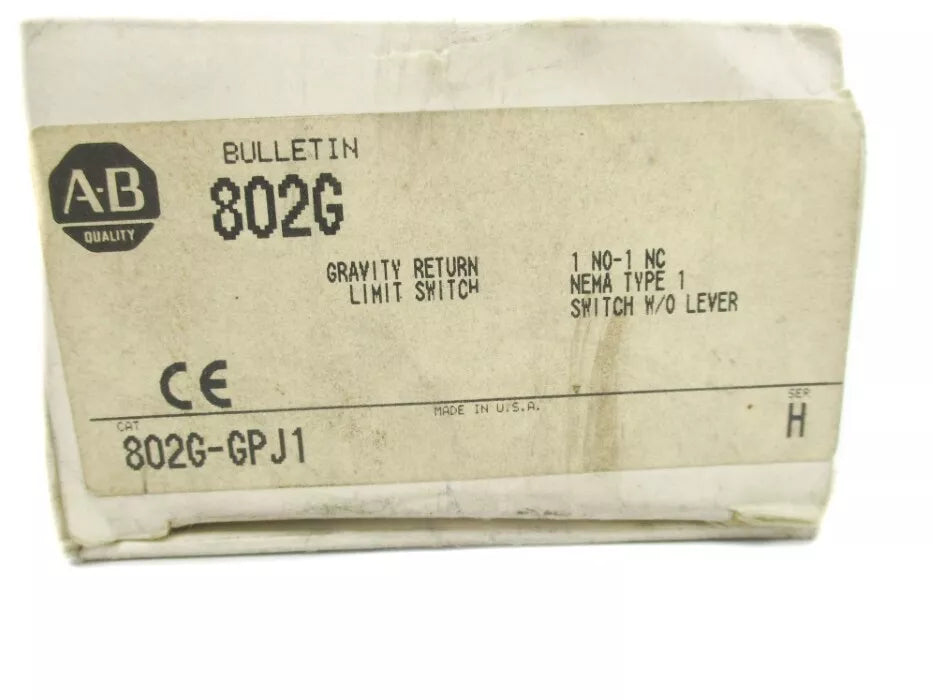 A-B
QUALITY
BULLETIN
802G
GRAVITY RETURN
LIMIT SWITCH
1 NO-1 NC
NEMA TYPE 1
SWITCH W/O LEVER
CE
MADE IN U.S.A.
CAT
802G-GPJ1
SER
H